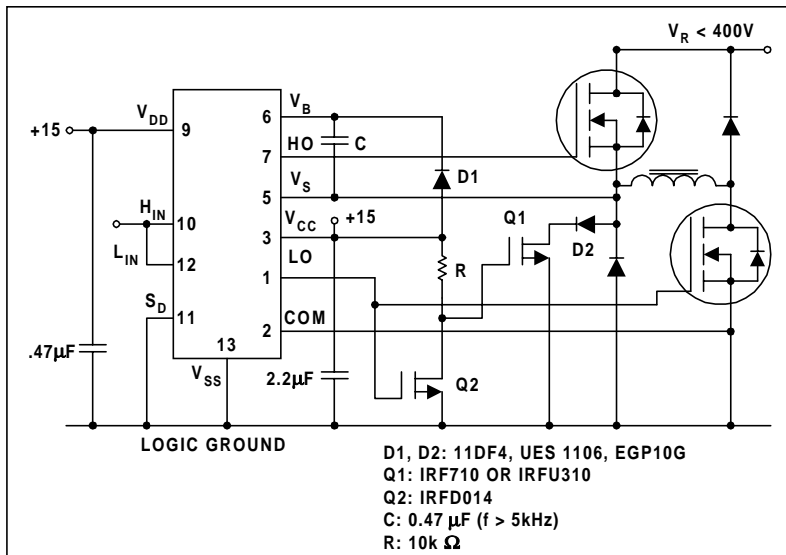 V_R < 400V
V_B
6
V_DD
+15
9
HO
C
7
D1
V_S
5
Q1
H_IN
10
V_CC
+15
3
D2
L_IN
12
LO
R
1
S_D
11
COM
2
13
.47µF
V_SS
2.2µF
Q2
LOGIC GROUND
D1, D2: 11DF4, UES 1106, EGP10G
Q1: IRF710 OR IRFU310
Q2: IRFD014
C: 0.47 µF (f > 5kHz)
R: 10k Ω